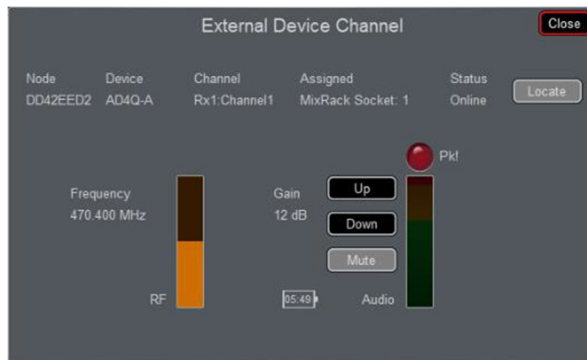 External Device Channel
Close
Node Device Channel Assigned Status
DD42EED2 AD4Q-A Rx1:Channel1 MixRack Socket: 1 Online
Locate
Pk!
Frequency
470.400 MHz
Gain
12 dB
Up
Down
Mute
RF
05:49
Audio